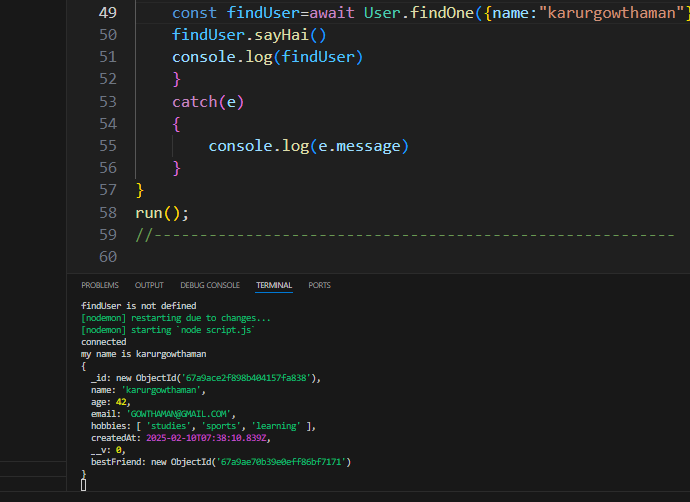 49 const findUser=await User.findOne({name:"karurgowthaman"}
50 findUser.sayHai()
51 console.log(findUser)
52 }
53 catch(e)
54 {
55 console.log(e.message)
56 }
57 }
58 run();
59 //---------------------------------------------------------
60
PROBLEMS OUTPUT DEBUG CONSOLE TERMINAL PORTS
findUser is not defined
[nodemon] restarting due to changes...
[nodemon] starting `node script.js`
connected
my name is karurgowthaman
{
_id: new ObjectId('67a9ace2f898b404157fa838'),
name: 'karurgowthaman',
age: 42,
email: 'GOWTHAMAN@GMAIL.COM',
hobbies: [ 'studies', 'sports', 'learning' ],
createdAt: 2025-02-10T07:38:10.839Z,
__v: 0,
bestFriend: new ObjectId('67a9ae70b39e0eff86bf7171')
}